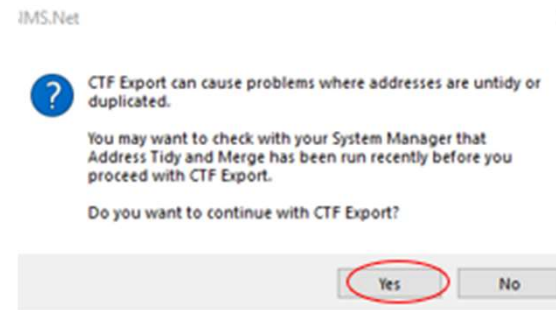 IMS.Net
CTF Export can cause problems where addresses are untidy or
duplicated.
You may want to check with your System Manager that
Address Tidy and Merge has been run recently before you
proceed with CTF Export.
Do you want to continue with CTF Export?
Yes
No